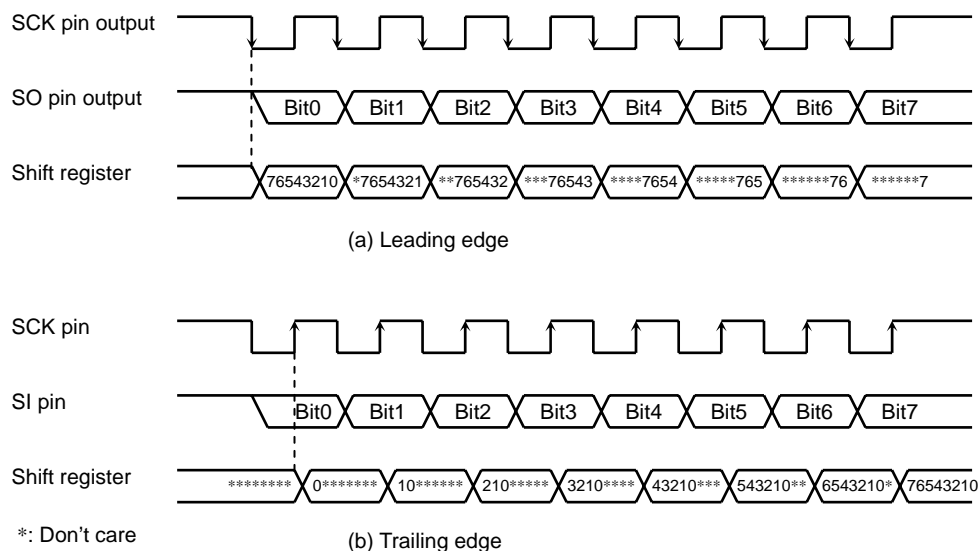 SCK pin output
SO pin output
Bit0 Bit1 Bit2 Bit3 Bit4 Bit5 Bit6 Bit7
Shift register
76543210 *7654321 **765432 ***76543 ****7654 *****765 ******76 ******7
(a) Leading edge
SCK pin
SI pin
Bit0 Bit1 Bit2 Bit3 Bit4 Bit5 Bit6 Bit7
Shift register
******** 0******* 10****** 210***** 3210**** 43210*** 543210** 6543210* 76543210
*: Don't care
(b) Trailing edge